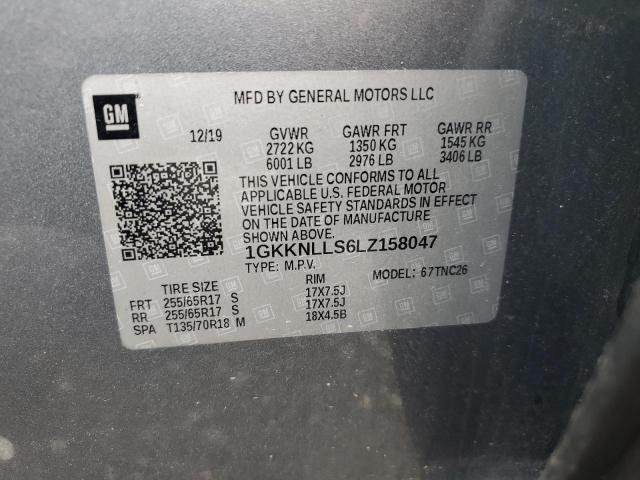 GM
MFD BY GENERAL MOTORS LLC
12/19 GVWR GAWR FRT GAWR RR
2722 KG 1350 KG 1545 KG
6001 LB 2976 LB 3406 LB
THIS VEHICLE CONFORMS TO ALL
APPLICABLE U.S. FEDERAL MOTOR
VEHICLE SAFETY STANDARDS IN EFFECT
ON THE DATE OF MANUFACTURE
SHOWN ABOVE.
1GKKNLLS6LZ158047
TYPE: M.P.V. MODEL: 67TNC26
TIRE SIZE RIM
FRT 255/65R17 S 17X7.5J
RR 255/65R17 S 17X7.5J
SPA T135/70R18 M 18X4.5B